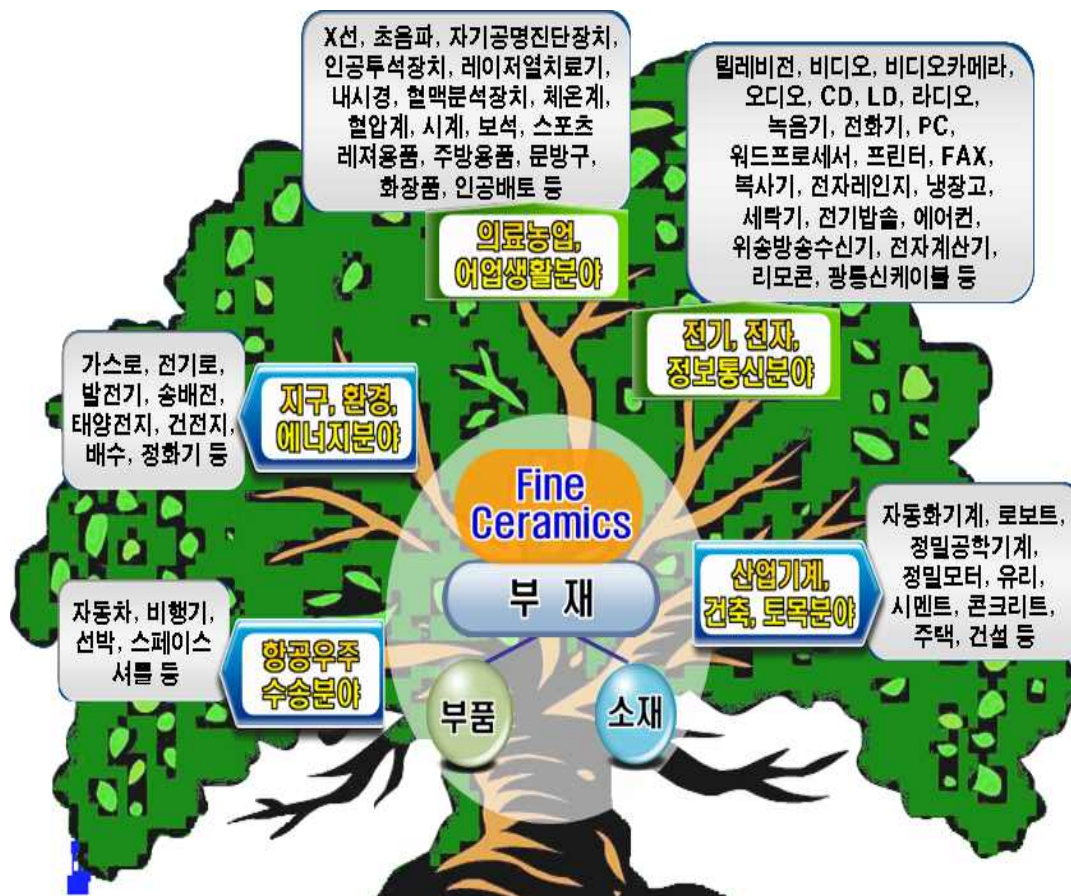 X선, 초음파, 자기공명진단장치,
인공투석장치, 레이저열치료기,
내시경, 혈맥분석장치, 체온계,
혈압계, 시계, 보석, 스포츠
레져용품, 주방용품, 문방구,
화장품, 인공배토 등
의료농업,
어업생활분야
텔레비전, 비디오, 비디오카메라,
오디오, CD, LD, 라디오,
녹음기, 전화기, PC,
워드프로세서, 프린터, FAX,
복사기, 전자레인지, 냉장고,
세탁기, 전기밥솥, 에어컨,
위송방송수신기, 전자계산기,
리모콘, 광통신케이블 등
전기, 전자,
정보통신분야
가스로, 전기로,
발전기, 송배전,
태양전지, 건전지,
배수, 정화기 등
지구, 환경,
에너지분야
Fine
Ceramics
부 재
부품
소재
산업기계,
건축, 토목분야
자동화기계, 로보트,
정밀공학기계,
정밀모터, 유리,
시멘트, 콘크리트,
주택, 건설 등
자동차, 비행기,
선박, 스페이스
셔틀 등
항공우주
수송분야